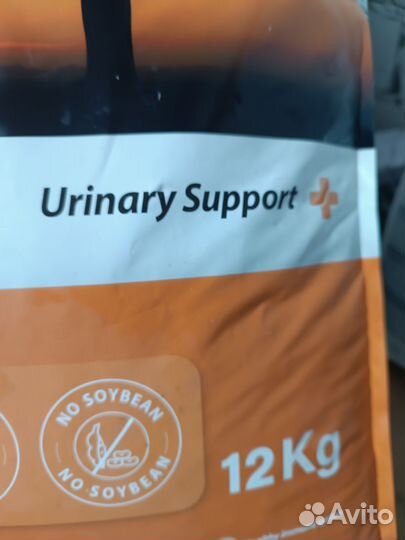 Urinary Support
NO SOYBEAN
NO SOYBEAN
12Kg
Avito